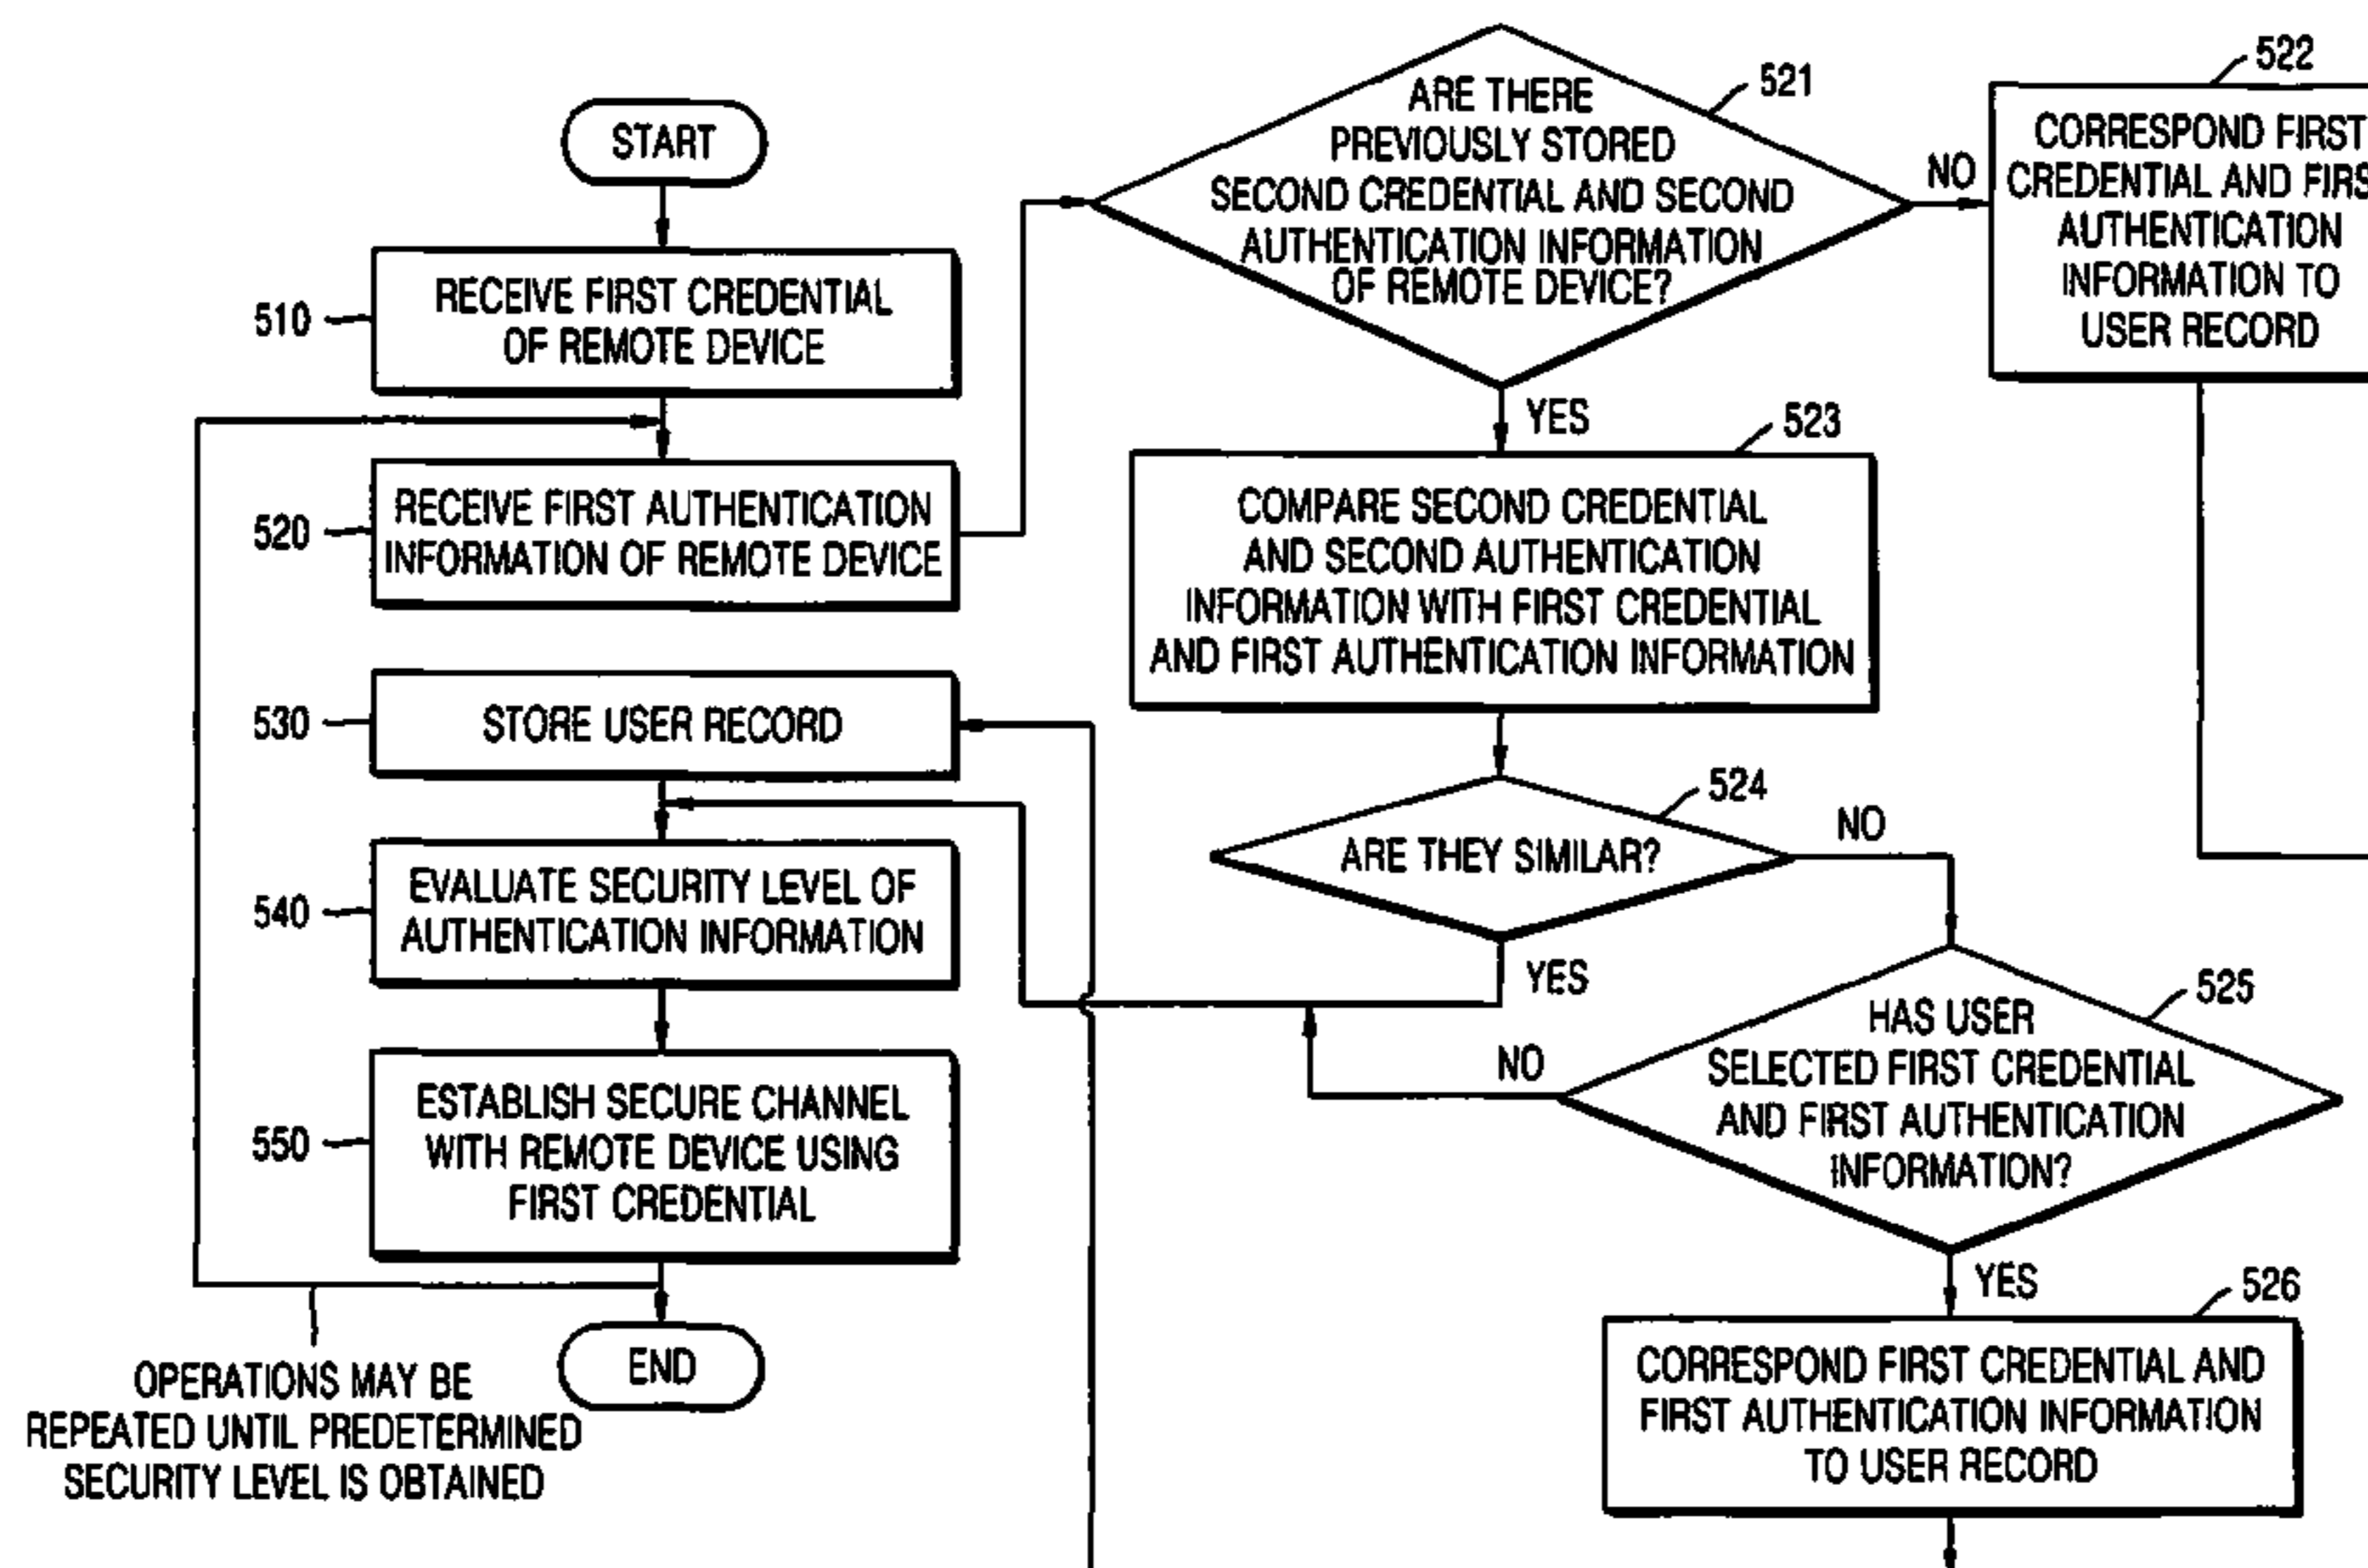 START
510
RECEIVE FIRST CREDENTIAL
OF REMOTE DEVICE
520
RECEIVE FIRST AUTHENTICATION
INFORMATION OF REMOTE DEVICE
530
STORE USER RECORD
540
EVALUATE SECURITY LEVEL OF
AUTHENTICATION INFORMATION
550
ESTABLISH SECURE CHANNEL
WITH REMOTE DEVICE USING
FIRST CREDENTIAL
END
OPERATIONS MAY BE
REPEATED UNTIL PREDETERMINED
SECURITY LEVEL IS OBTAINED
521
ARE THERE
PREVIOUSLY STORED
SECOND CREDENTIAL AND SECOND
AUTHENTICATION INFORMATION
OF REMOTE DEVICE?
NO
522
CORRESPOND FIRST
CREDENTIAL AND FIRS
AUTHENTICATION
INFORMATION TO
USER RECORD
YES
523
COMPARE SECOND CREDENTIAL
AND SECOND AUTHENTICATION
INFORMATION WITH FIRST CREDENTIAL
AND FIRST AUTHENTICATION INFORMATION
524
ARE THEY SIMILAR?
NO
YES
525
HAS USER
SELECTED FIRST CREDENTIAL
AND FIRST AUTHENTICATION
INFORMATION?
NO
YES
526
CORRESPOND FIRST CREDENTIAL AND
FIRST AUTHENTICATION INFORMATION
TO USER RECORD